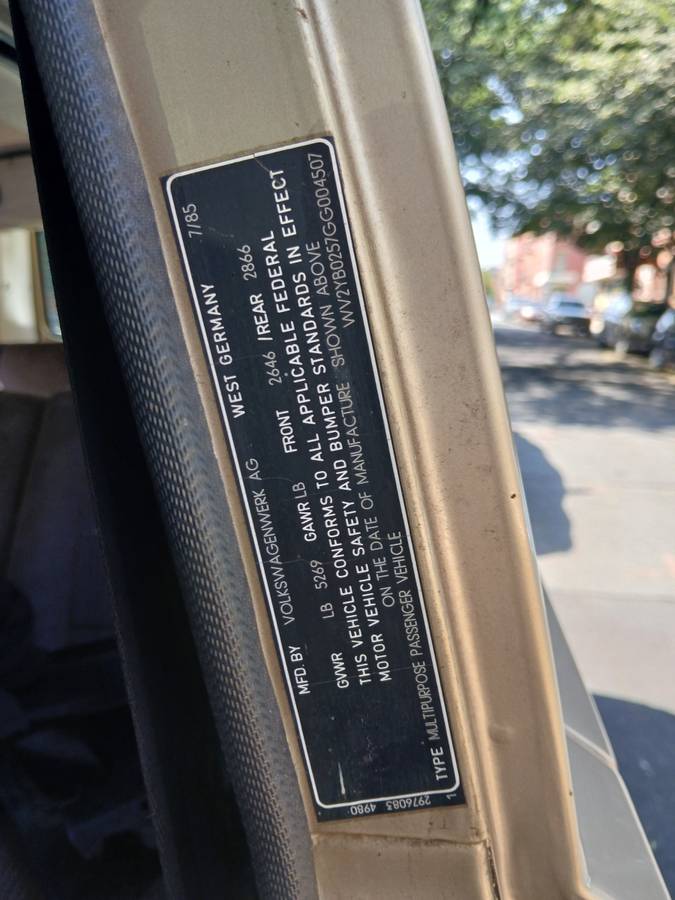 MFD. BY VOLKSWAGENWERK AG WEST GERMANY 7/85
GVWR LB 5269 GAWR LB FRONT 2646 /REAR 2866
THIS VEHICLE CONFORMS TO ALL APPLICABLE FEDERAL
MOTOR VEHICLE SAFETY AND BUMPER STANDARDS IN EFFECT
ON THE DATE OF MANUFACTURE SHOWN ABOVE
WV2YB0257GG004507
TYPE MULTIPURPOSE PASSENGER VEHICLE
1 2976083 4980